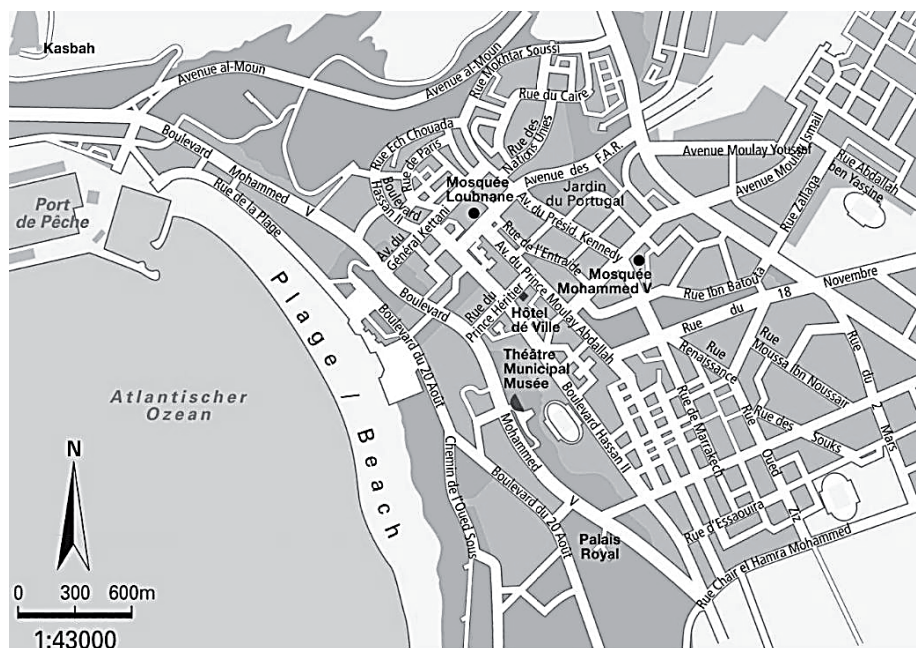 Kasbah
Avenue al-Moun
Avenue al-Moun
Rue Mokhtar Soussi
Rue du Caire
Boulevard
Mohammed
V
Rue Ech Chouada
Rue de Paris
Rue des
Nations Unies
Avenue des F.A.R.
Avenue Moulay Youssef
Avenue Moulay Ismail
Rue Abdallah
ben Yassine
Rue Zallaqa
Port
de Pêche
Rue de la Plage
Boulevard
Hassan II
Mosquée
Loubnane
Jardin
du Portugal
Av. du Présid. Kennedy
Av. du
Général Kettani
Rue de l'Entraide
Mosquée
Mohammed V
Av. du Prince Moulay Abdallah
Rue Ibn Batouta
Rue du 18 Novembre
Plage / Beach
Boulevard
Rue du
Prince Héritier
Hôtel
de Ville
Boulevard du 20 Août
Théâtre
Municipal
Musée
Rue
Renaissance
Rue
Moussa Ibn Noussair
Rue du 2 Mars
Atlantischer
Ozean
Boulevard Hassan II
Rue de Marrakech
Rue des
Souks
Rue
Oued
Ziz
Mohammed
V
Chemin de l'Oued Sous
Boulevard du 20 Août
Rue d'Essaouira
Palais
Royal
Rue Chair el Hamra Mohammed
N
0 300 600m
1:43000